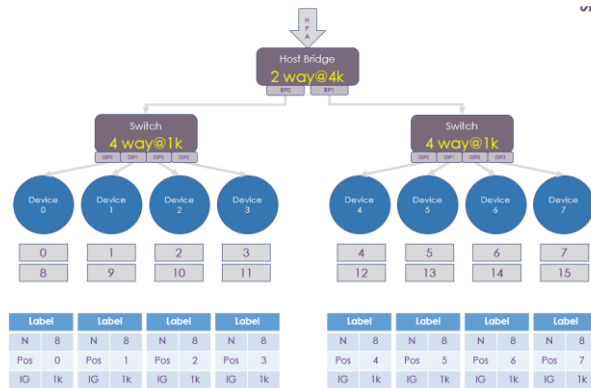 H
P
A
Host Bridge
2 way@4k
RP0 RP1
Switch
4 way@1k
DSP0 DSP1 DSP2 DSP3
Switch
4 way@1k
DSP0 DSP1 DSP2 DSP3
Device
0
Device
1
Device
2
Device
3
Device
4
Device
5
Device
6
Device
7
0 1 2 3 4 5 6 7
8 9 10 11 12 13 14 15
Label Label Label Label Label Label Label Label
N 8 N 8 N 8 N 8 N 8 N 8 N 8 N 8
Pos 0 Pos 1 Pos 2 Pos 3 Pos 4 Pos 5 Pos 6 Pos 7
IG 1k IG 1k IG 1k IG 1k IG 1k IG 1k IG 1k IG 1k